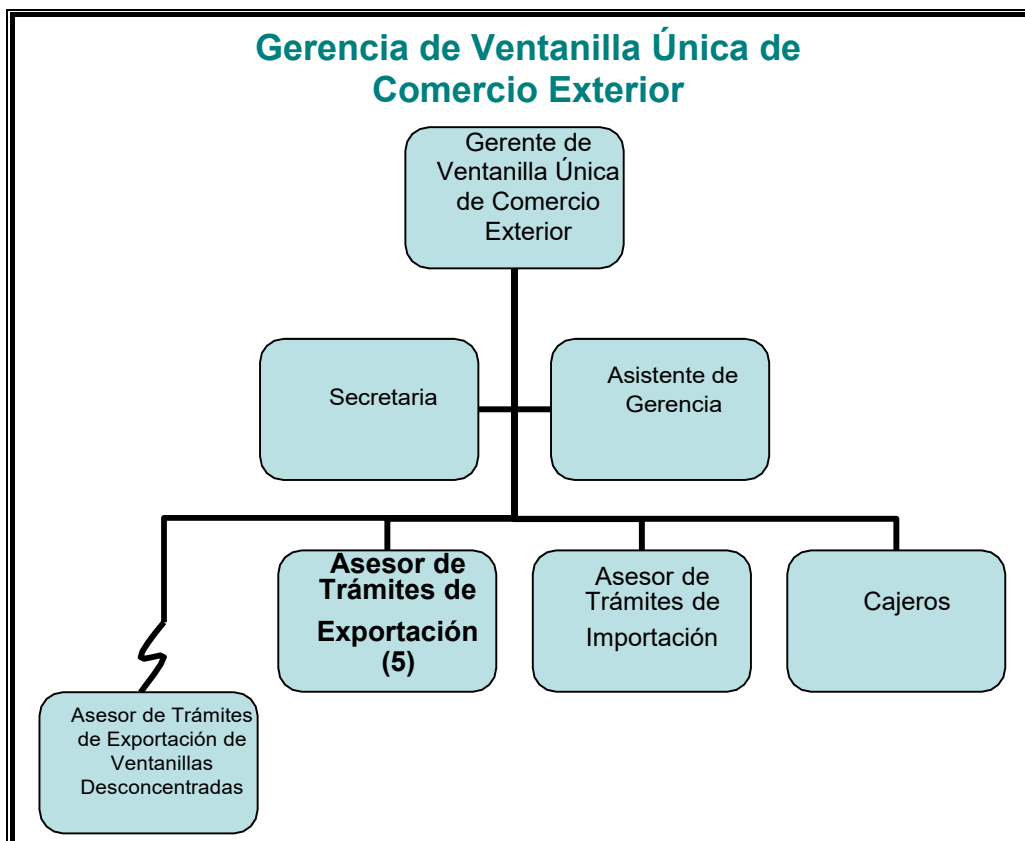 Gerencia de Ventanilla Única de
Comercio Exterior
Gerente de
Ventanilla Única
de Comercio
Exterior
Secretaria
Asistente de
Gerencia
Asesor de
Trámites de
Exportación
(5)
Asesor de
Trámites de
Importación
Cajeros
Asesor de Trámites
de Exportación de
Ventanillas
Desconcentradas